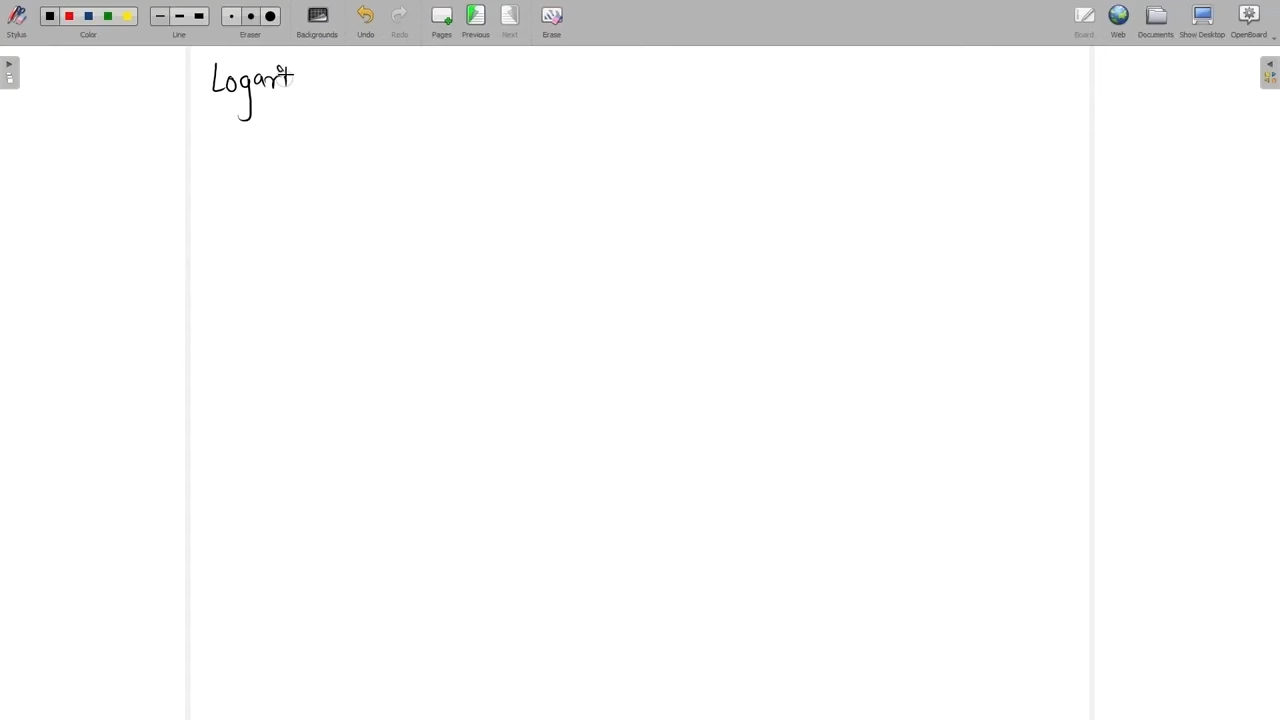 Stylus
Color
Line
Eraser
Backgrounds
Undo
Redo
Pages
Previous
Next
Erase
Board
Web
Documents
Show Desktop
OpenBoard
Logarit